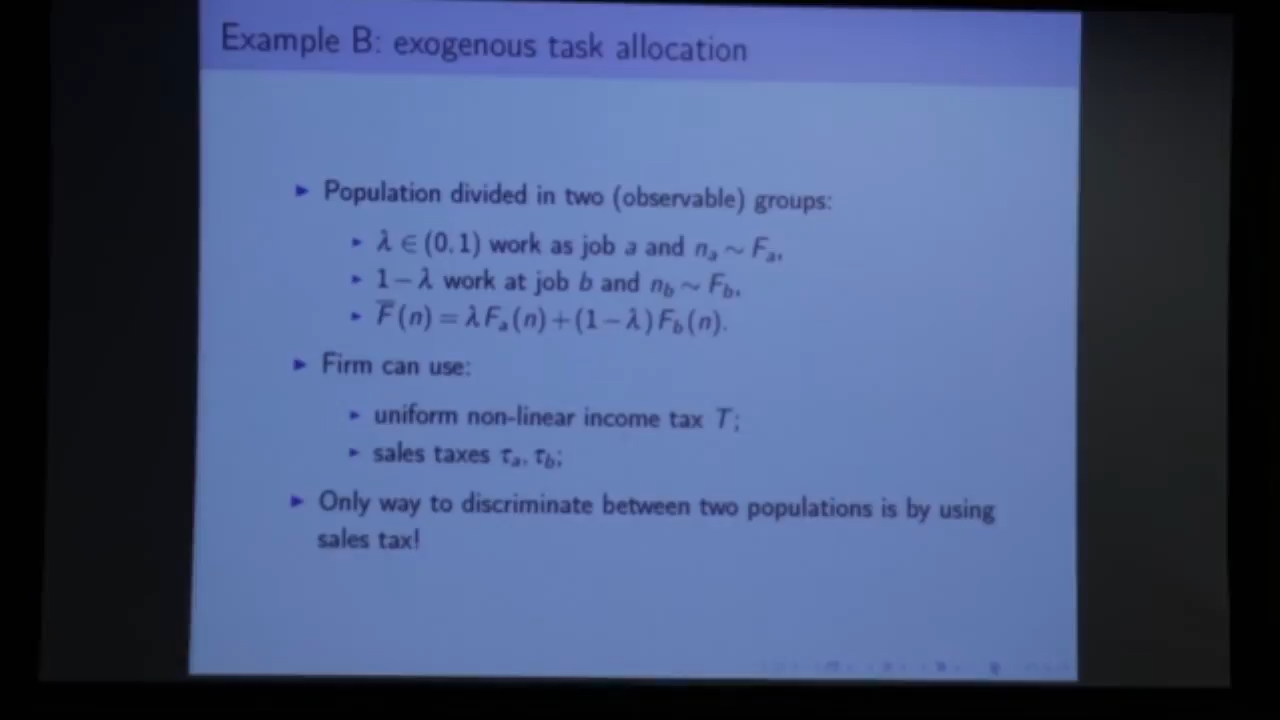 Example B: exogenous task allocation
► Population divided in two (observable) groups:
► λ ∈ (0,1) work as job a and nₐ ~ Fₐ,
► 1−λ work at job b and n_b ~ F_b,
► F̅(n) = λFₐ(n)+(1−λ)F_b(n).
► Firm can use:
► uniform non-linear income tax T;
► sales taxes τₐ, τ_b;
► Only way to discriminate between two populations is by using
sales tax!